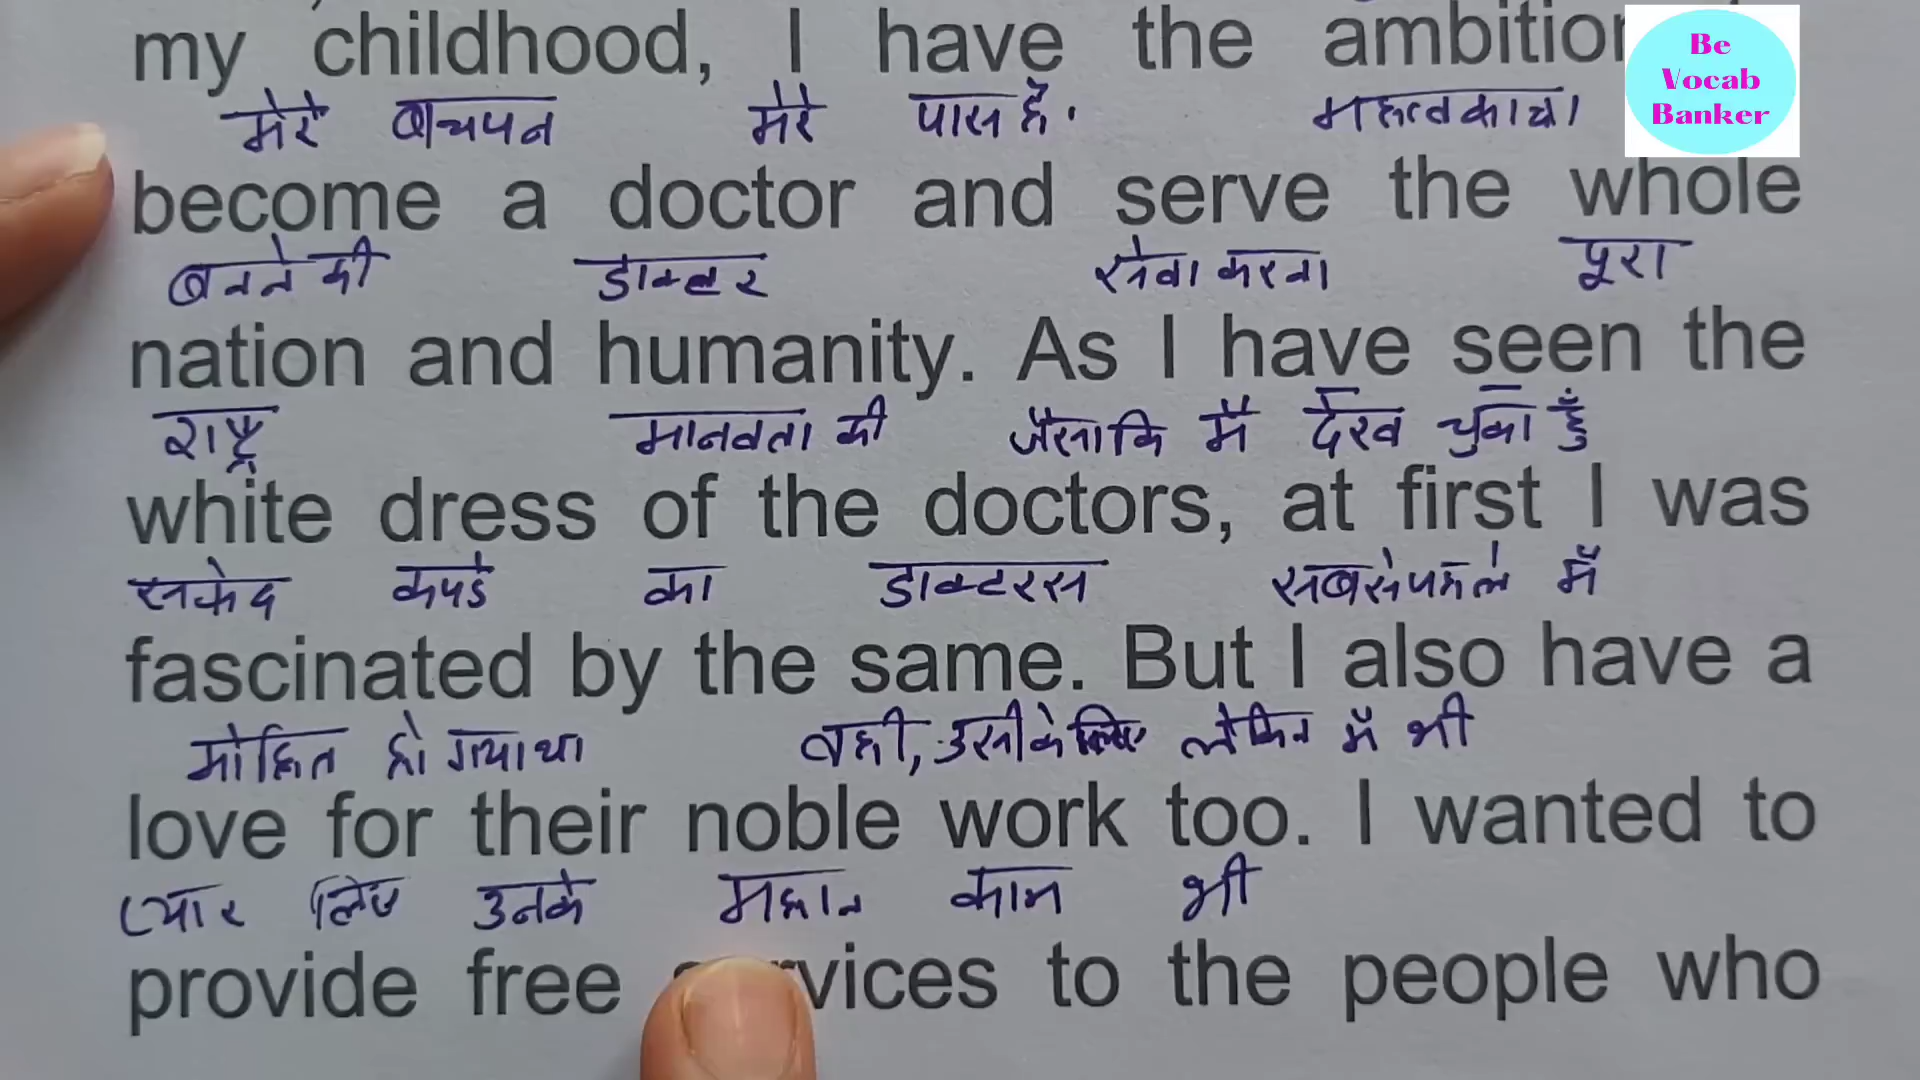 my childhood, I have the ambition
Be
Vocab
Banker
मेरे बचपन मेरे पास है। महत्वकांक्षा
become a doctor and serve the whole
बनने की डाक्टर सेवा करना पूरा
nation and humanity. As I have seen the
राष्ट्र मानवता की जैसाकि मैं देख चुका हूँ
white dress of the doctors, at first I was
सफेद कपडे का डाक्टरस सबसे पहले मैं
fascinated by the same. But I also have a
मोहित हो गया था वही, उसी के लिए लेकिन मैं भी
love for their noble work too. I wanted to
प्यार लिए उनके महान काम भी
provide free to the people who